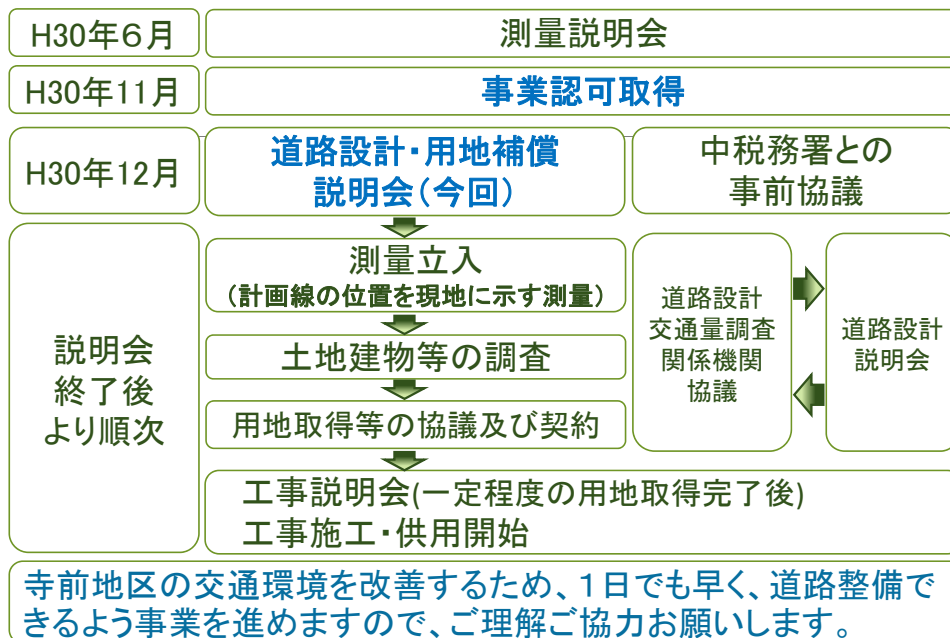 H30年6月
測量説明会
H30年11月
事業認可取得
H30年12月
道路設計・用地補償
説明会(今回)
中税務署との
事前協議
説明会
終了後
より順次
測量立入
(計画線の位置を現地に示す測量)
土地建物等の調査
用地取得等の協議及び契約
道路設計
交通量調査
関係機関
協議
道路設計
説明会
工事説明会(一定程度の用地取得完了後)
工事施工・供用開始
寺前地区の交通環境を改善するため、1日でも早く、道路整備で
きるよう事業を進めますので、ご理解ご協力お願いします。